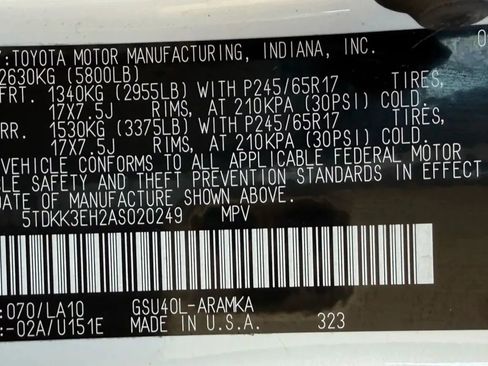 F:TOYOTA MOTOR MANUFACTURING, INDIANA, INC. 0
2630KG (5800LB)
FRT. 1340KG (2955LB) WITH P245/65R17 TIRES,
17X7.5J RIMS, AT 210KPA (30PSI) COLD.
RR. 1530KG (3375LB) WITH P245/65R17 TIRES,
17X7.5J RIMS, AT 210KPA (30PSI) COLD.
VEHICLE CONFORMS TO ALL APPLICABLE FEDERAL MOTOR
LE SAFETY AND THEFT PREVENTION STANDARDS IN EFFECT
DATE OF MANUFACTURE SHOWN ABOVE.
5TDKK3EH2AS020249 MPV
:070/LA10 GSU40L-ARAMKA
:-02A/U151E MADE IN U.S.A. 323